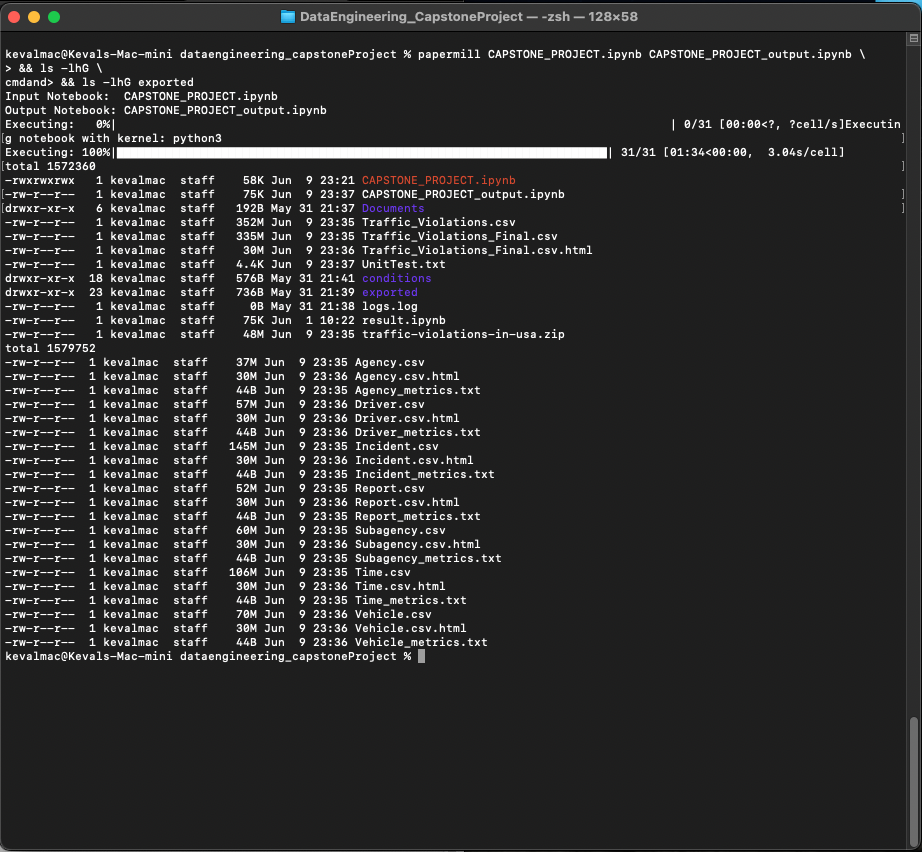 DataEngineering_CapstoneProject — -zsh — 128×58
kevalmac@Kevals-Mac-mini dataengineering_capstoneProject % papermill CAPSTONE_PROJECT.ipynb CAPSTONE_PROJECT_output.ipynb \
> && ls -lhG \
cmdand> && ls -lhG exported
Input Notebook:  CAPSTONE_PROJECT.ipynb
Output Notebook: CAPSTONE_PROJECT_output.ipynb
Executing:   0%|                                                                                | 0/31 [00:00<?, ?cell/s]Executin
g notebook with kernel: python3
Executing: 100%|| 31/31 [01:34<00:00,  3.04s/cell]
total 1572360
-rwxrwxrwx   1 kevalmac  staff    58K Jun  9 23:21 CAPSTONE_PROJECT.ipynb
-rw-r--r--   1 kevalmac  staff    75K Jun  9 23:37 CAPSTONE_PROJECT_output.ipynb
drwxr-xr-x   6 kevalmac  staff   192B May 31 21:37 Documents
-rw-r--r--   1 kevalmac  staff   352M Jun  9 23:35 Traffic_Violations.csv
-rw-r--r--   1 kevalmac  staff   335M Jun  9 23:35 Traffic_Violations_Final.csv
-rw-r--r--   1 kevalmac  staff    30M Jun  9 23:36 Traffic_Violations_Final.csv.html
-rw-r--r--   1 kevalmac  staff   4.4K Jun  9 23:37 UnitTest.txt
drwxr-xr-x  18 kevalmac  staff   576B May 31 21:41 conditions
drwxr-xr-x  23 kevalmac  staff   736B May 31 21:39 exported
-rw-r--r--   1 kevalmac  staff     0B May 31 21:38 logs.log
-rw-r--r--   1 kevalmac  staff    75K Jun  1 10:22 result.ipynb
-rw-r--r--   1 kevalmac  staff    48M Jun  9 23:35 traffic-violations-in-usa.zip
total 1579752
-rw-r--r--  1 kevalmac  staff    37M Jun  9 23:35 Agency.csv
-rw-r--r--  1 kevalmac  staff    30M Jun  9 23:36 Agency.csv.html
-rw-r--r--  1 kevalmac  staff    44B Jun  9 23:35 Agency_metrics.txt
-rw-r--r--  1 kevalmac  staff    57M Jun  9 23:36 Driver.csv
-rw-r--r--  1 kevalmac  staff    30M Jun  9 23:36 Driver.csv.html
-rw-r--r--  1 kevalmac  staff    44B Jun  9 23:36 Driver_metrics.txt
-rw-r--r--  1 kevalmac  staff   145M Jun  9 23:35 Incident.csv
-rw-r--r--  1 kevalmac  staff    30M Jun  9 23:36 Incident.csv.html
-rw-r--r--  1 kevalmac  staff    44B Jun  9 23:35 Incident_metrics.txt
-rw-r--r--  1 kevalmac  staff    52M Jun  9 23:35 Report.csv
-rw-r--r--  1 kevalmac  staff    30M Jun  9 23:36 Report.csv.html
-rw-r--r--  1 kevalmac  staff    44B Jun  9 23:36 Report_metrics.txt
-rw-r--r--  1 kevalmac  staff    60M Jun  9 23:35 Subagency.csv
-rw-r--r--  1 kevalmac  staff    30M Jun  9 23:36 Subagency.csv.html
-rw-r--r--  1 kevalmac  staff    44B Jun  9 23:35 Subagency_metrics.txt
-rw-r--r--  1 kevalmac  staff   106M Jun  9 23:35 Time.csv
-rw-r--r--  1 kevalmac  staff    30M Jun  9 23:36 Time.csv.html
-rw-r--r--  1 kevalmac  staff    44B Jun  9 23:35 Time_metrics.txt
-rw-r--r--  1 kevalmac  staff    70M Jun  9 23:36 Vehicle.csv
-rw-r--r--  1 kevalmac  staff    30M Jun  9 23:36 Vehicle.csv.html
-rw-r--r--  1 kevalmac  staff    44B Jun  9 23:36 Vehicle_metrics.txt
kevalmac@Kevals-Mac-mini dataengineering_capstoneProject %